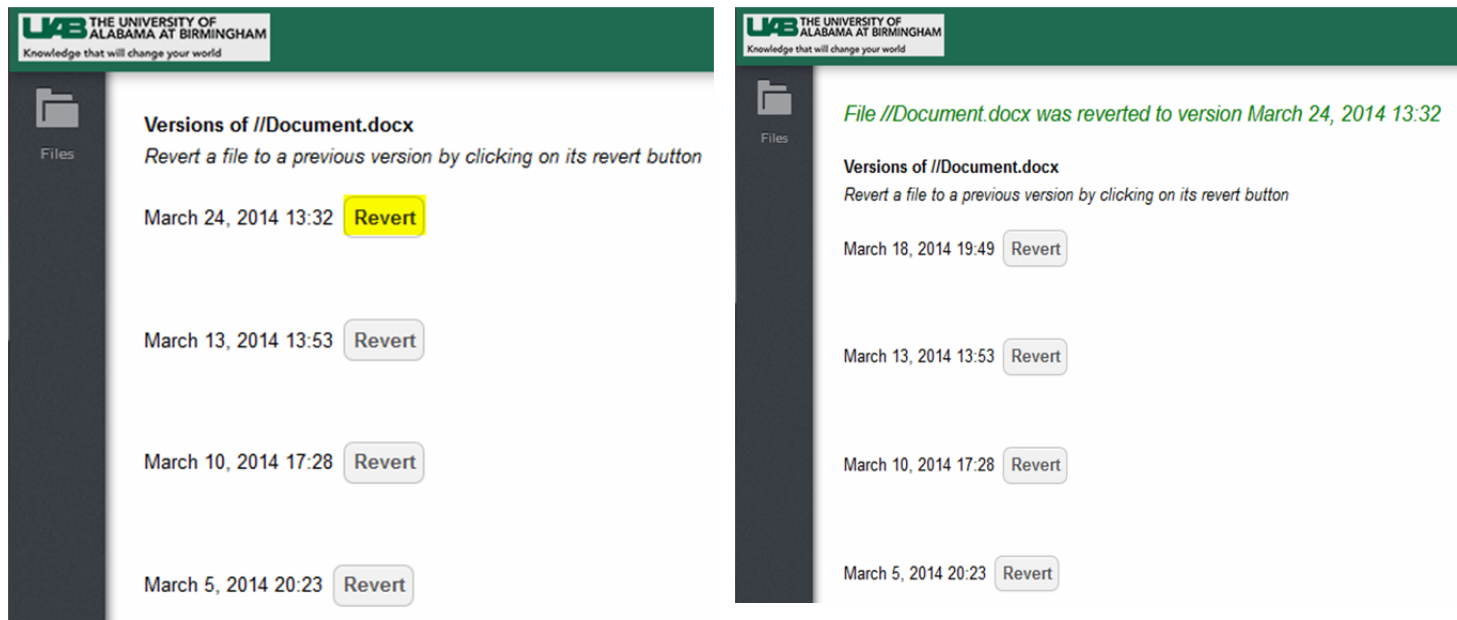 UAB THE UNIVERSITY OF
ALABAMA AT BIRMINGHAM
Knowledge that will change your world
Files
Versions of //Document.docx
Revert a file to a previous version by clicking on its revert button
March 24, 2014 13:32 Revert
March 13, 2014 13:53 Revert
March 10, 2014 17:28 Revert
March 5, 2014 20:23 Revert
UAB THE UNIVERSITY OF
ALABAMA AT BIRMINGHAM
Knowledge that will change your world
Files
File //Document.docx was reverted to version March 24, 2014 13:32
Versions of //Document.docx
Revert a file to a previous version by clicking on its revert button
March 18, 2014 19:49 Revert
March 13, 2014 13:53 Revert
March 10, 2014 17:28 Revert
March 5, 2014 20:23 Revert